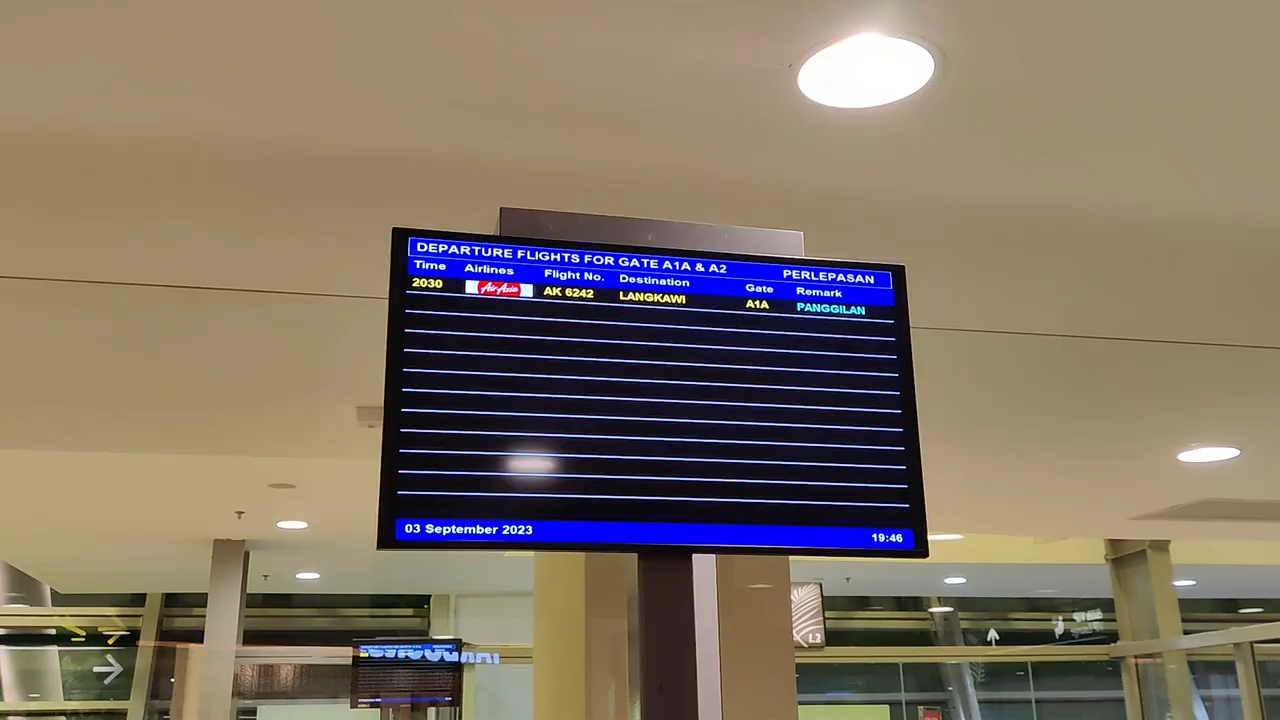 DEPARTURE FLIGHTS FOR GATE A1A & A2 PERLEPASAN
Time Airlines Flight No. Destination Gate Remark
2030 AirAsia AK 6242 LANGKAWI A1A PANGGILAN
03 September 2023 19:46
L2